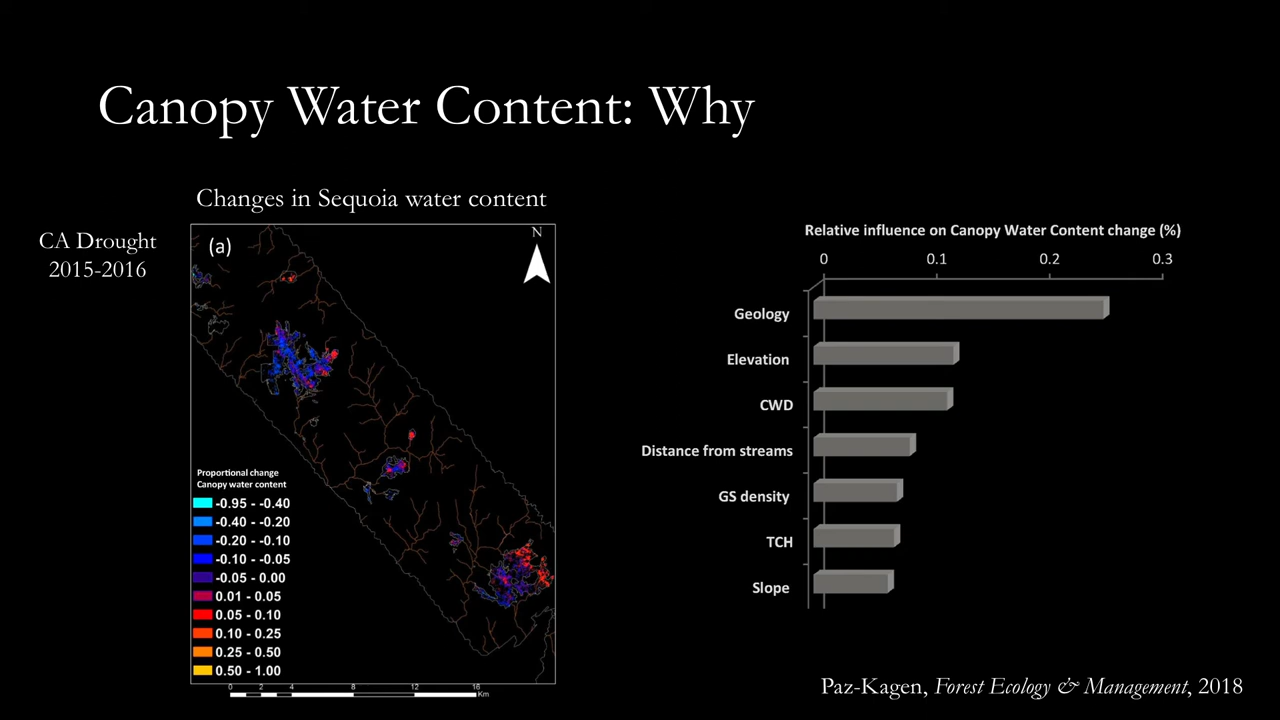 Canopy Water Content: Why
Changes in Sequoia water content
CA Drought
2015-2016
(a)
N
Proportional change
Canopy water content
-0.95 - -0.40
-0.40 - -0.20
-0.20 - -0.10
-0.10 - -0.05
-0.05 - 0.00
0.01 - 0.05
0.05 - 0.10
0.10 - 0.25
0.25 - 0.50
0.50 - 1.00
0 2 4 8 12 16
Km
Relative influence on Canopy Water Content change (%)
0 0.1 0.2 0.3
Geology
Elevation
CWD
Distance from streams
GS density
TCH
Slope
Paz-Kagen, Forest Ecology & Management, 2018